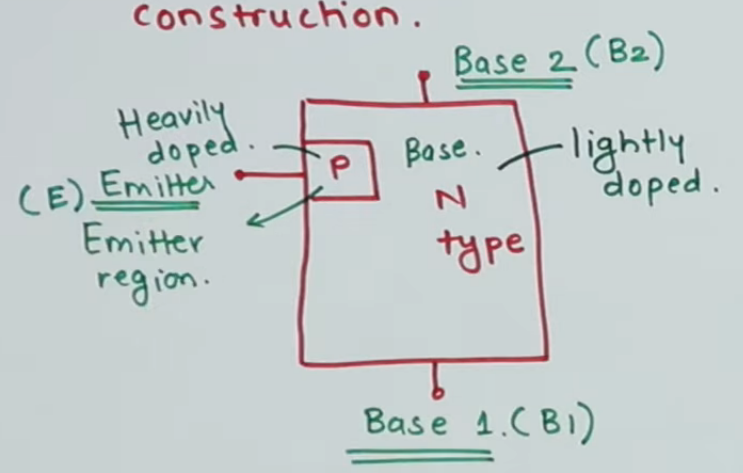 construction.
Base 2 (B2)
Heavily
doped.
(E) Emitter
Emitter
region.
P
Base.
N
type
lightly
doped.
Base 1. (B1)